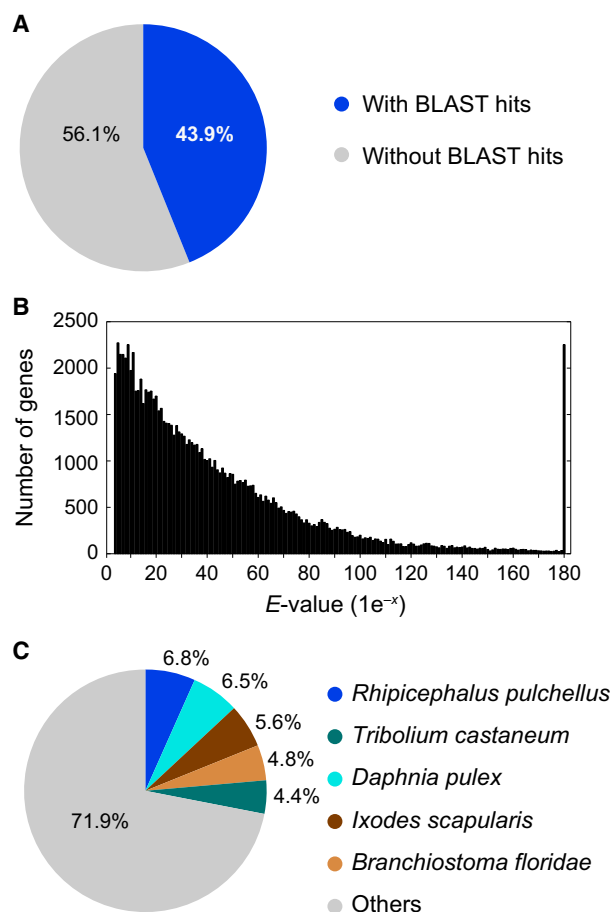 A
56.1%
43.9%
With BLAST hits
Without BLAST hits
B
Number of genes
2500
2000
1500
1000
500
0
0 20 40 60 80 100 120 140 160 180
E-value (1e⁻ˣ)
C
6.8%
6.5%
5.6%
4.8%
4.4%
71.9%
Rhipicephalus pulchellus
Tribolium castaneum
Daphnia pulex
Ixodes scapularis
Branchiostoma floridae
Others